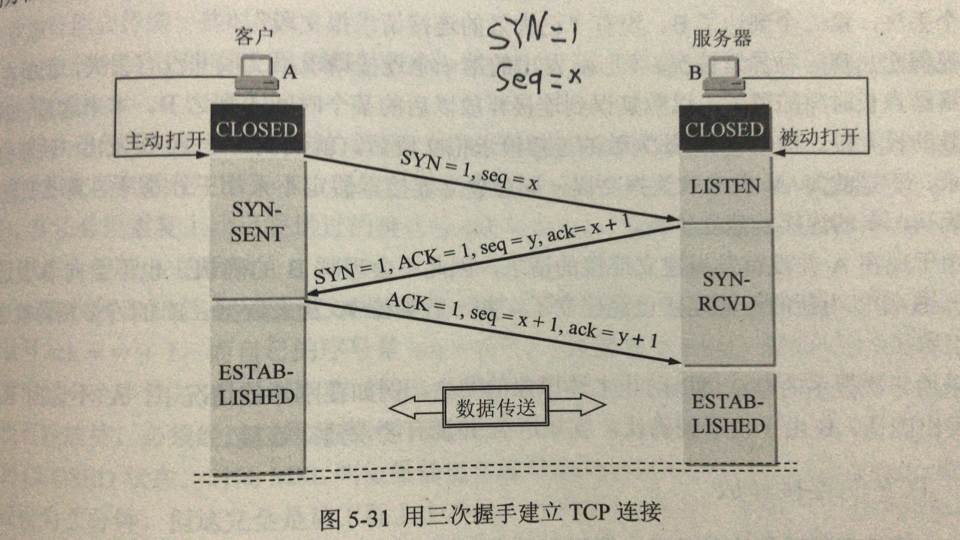 SYN=1
Seq=x
客户
服务器
A
B
CLOSED
CLOSED
主动打开
被动打开
SYN = 1, seq = x
LISTEN
SYN-
SENT
SYN = 1, ACK = 1, seq = y, ack= x + 1
SYN-
RCVD
ACK = 1, seq = x + 1, ack = y + 1
ESTAB-
LISHED
数据传送
ESTAB-
LISHED
图 5-31 用三次握手建立 TCP 连接